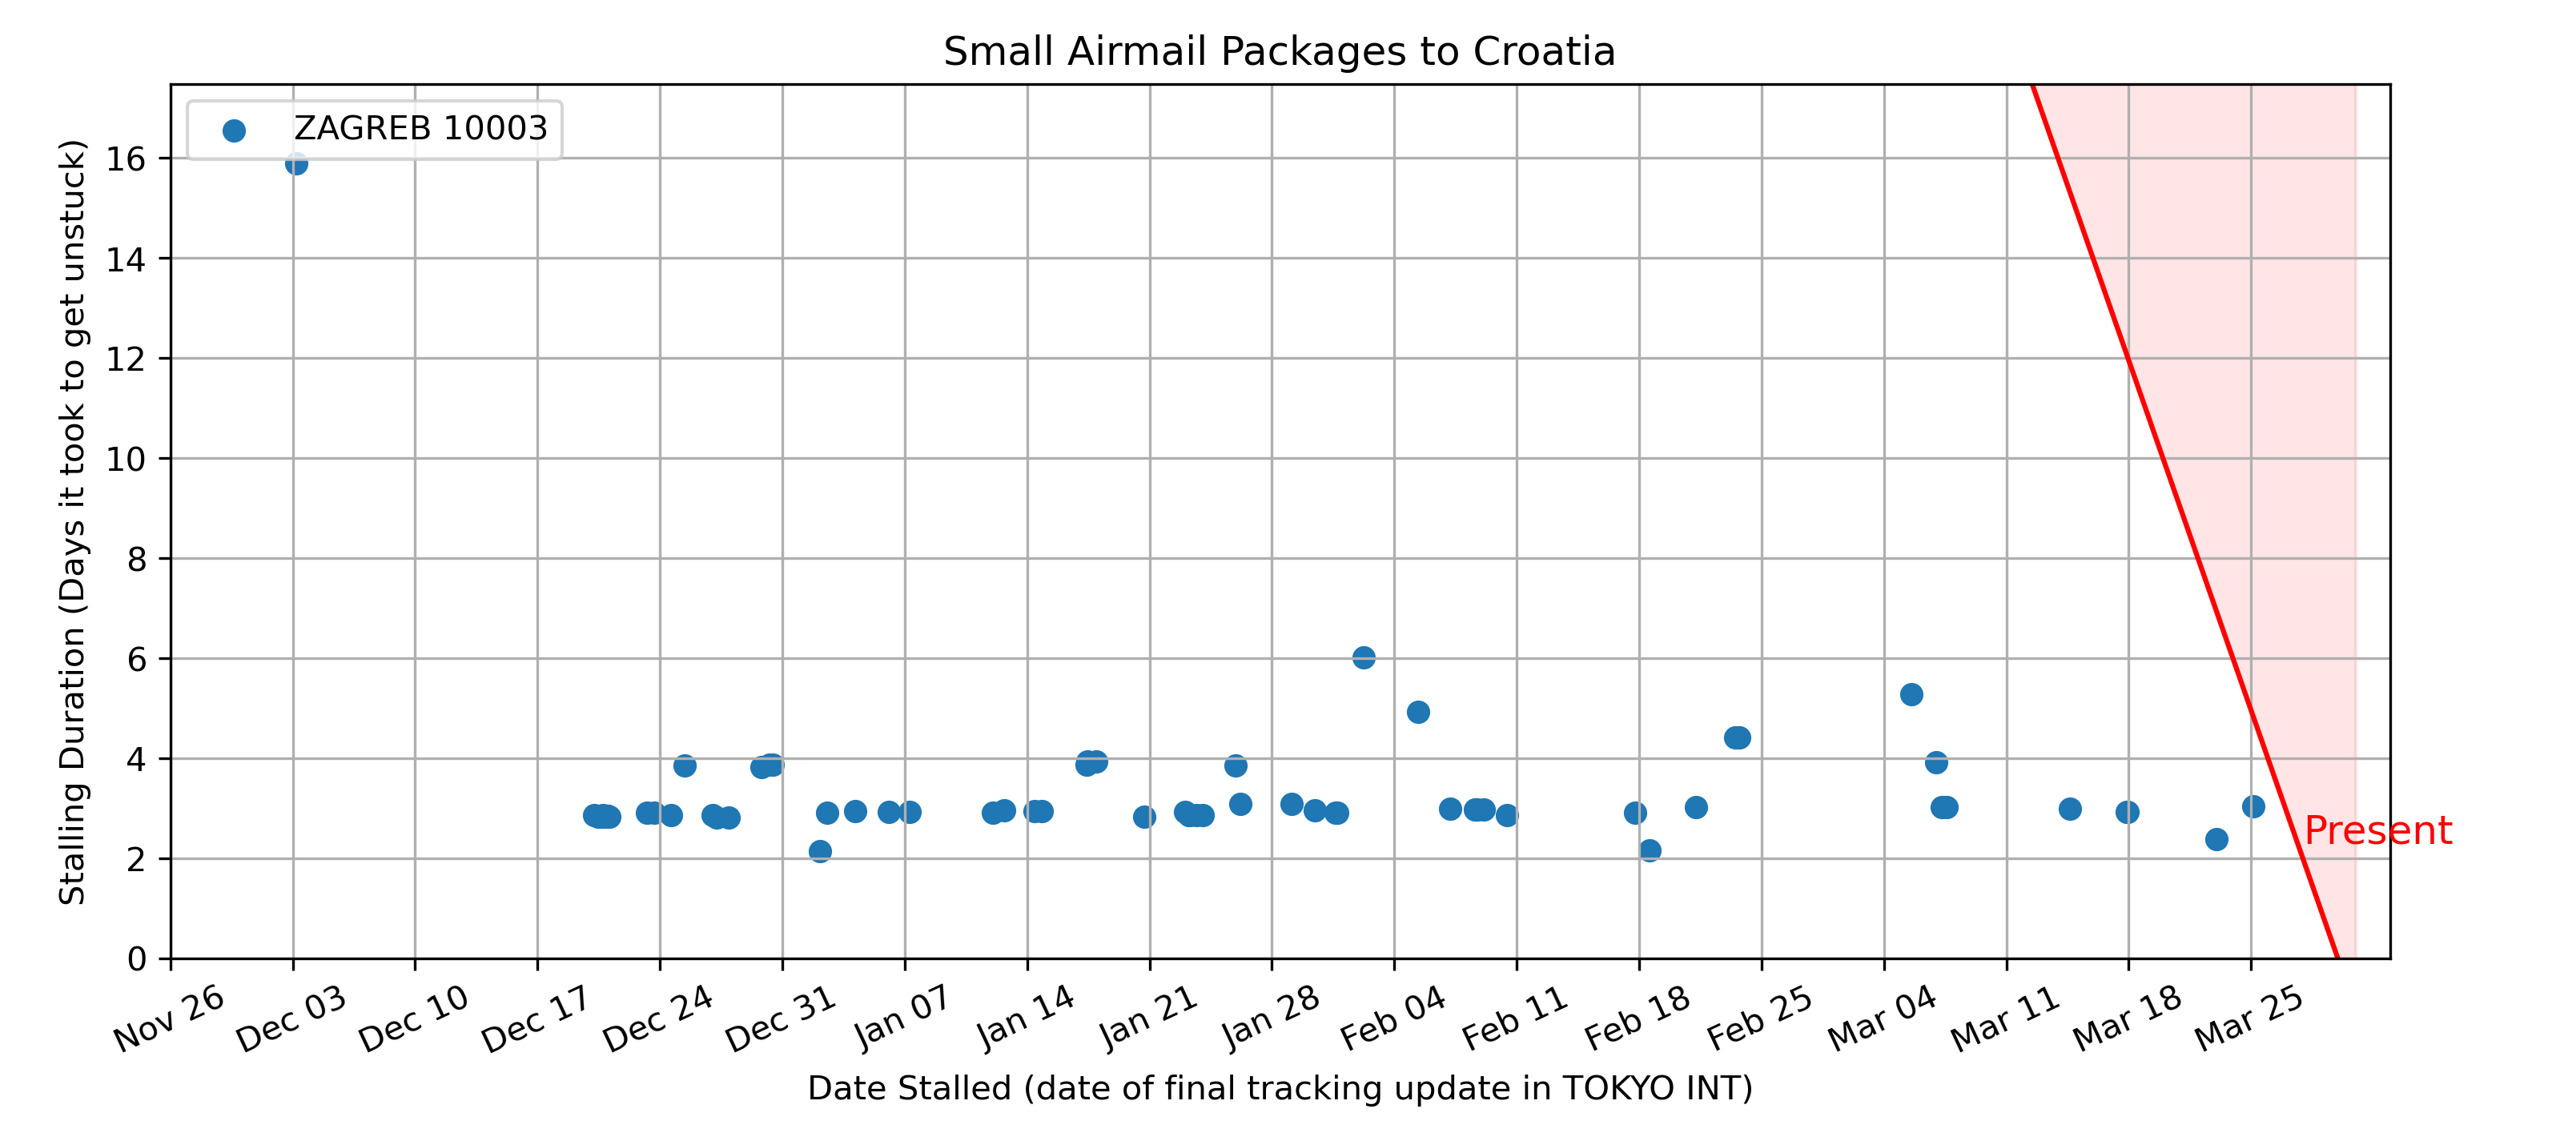 Small Airmail Packages to Croatia
ZAGREB 10003
Stalling Duration (Days it took to get unstuck)
16
14
12
10
8
6
4
2
0
Present
Nov 26
Dec 03
Dec 10
Dec 17
Dec 24
Dec 31
Jan 07
Jan 14
Jan 21
Jan 28
Feb 04
Feb 11
Feb 18
Feb 25
Mar 04
Mar 11
Mar 18
Mar 25
Date Stalled (date of final tracking update in TOKYO INT)